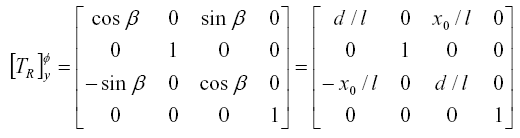 [T_R]_y^ϕ = [ cos β 0 sin β 0 ; 0 1 0 0 ; − sin β 0 cos β 0 ; 0 0 0 1 ] = [ d / l 0 x_0 / l 0 ; 0 1 0 0 ; − x_0 / l 0 d / l 0 ; 0 0 0 1 ]